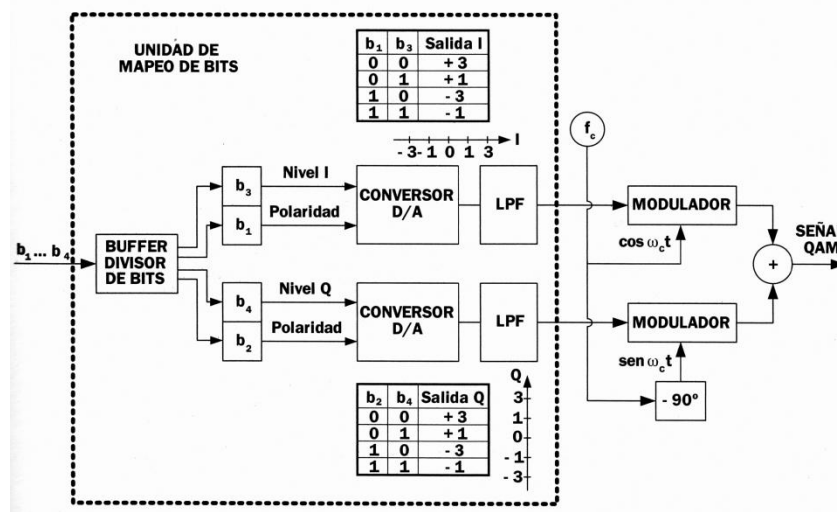 UNIDAD DE
MAPEO DE BITS
b₁ b₃ Salida I
0 0 + 3
0 1 + 1
1 0 - 3
1 1 - 1
- 3 - 1 0 1 3 I
f_c
b₃
b₁
Nivel I
Polaridad
CONVERSOR
D/A
LPF
MODULADOR
cos ω_c t
b₁ ... b₄
BUFFER
DIVISOR
DE BITS
SEÑA
QAM
+
b₄
b₂
Nivel Q
Polaridad
CONVERSOR
D/A
LPF
MODULADOR
sen ω_c t
- 90º
b₂ b₄ Salida Q
0 0 + 3
0 1 + 1
1 0 - 3
1 1 - 1
Q
3
1
0
- 1
- 3